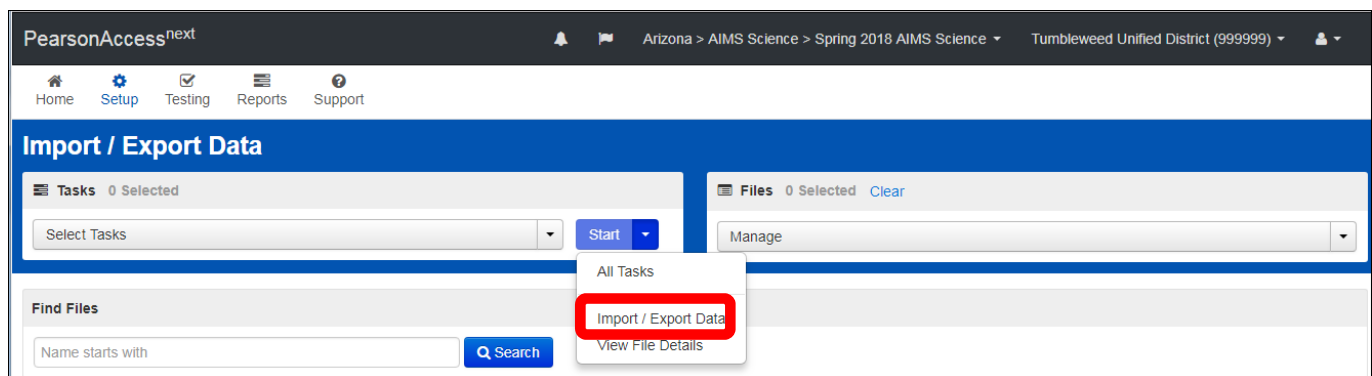 PearsonAccessnext
Arizona > AIMS Science > Spring 2018 AIMS Science
Tumbleweed Unified District (999999)
Home
Setup
Testing
Reports
Support
Import / Export Data
Tasks 0 Selected
Files 0 Selected Clear
Select Tasks
Start
Manage
All Tasks
Import / Export Data
View File Details
Find Files
Name starts with
Search